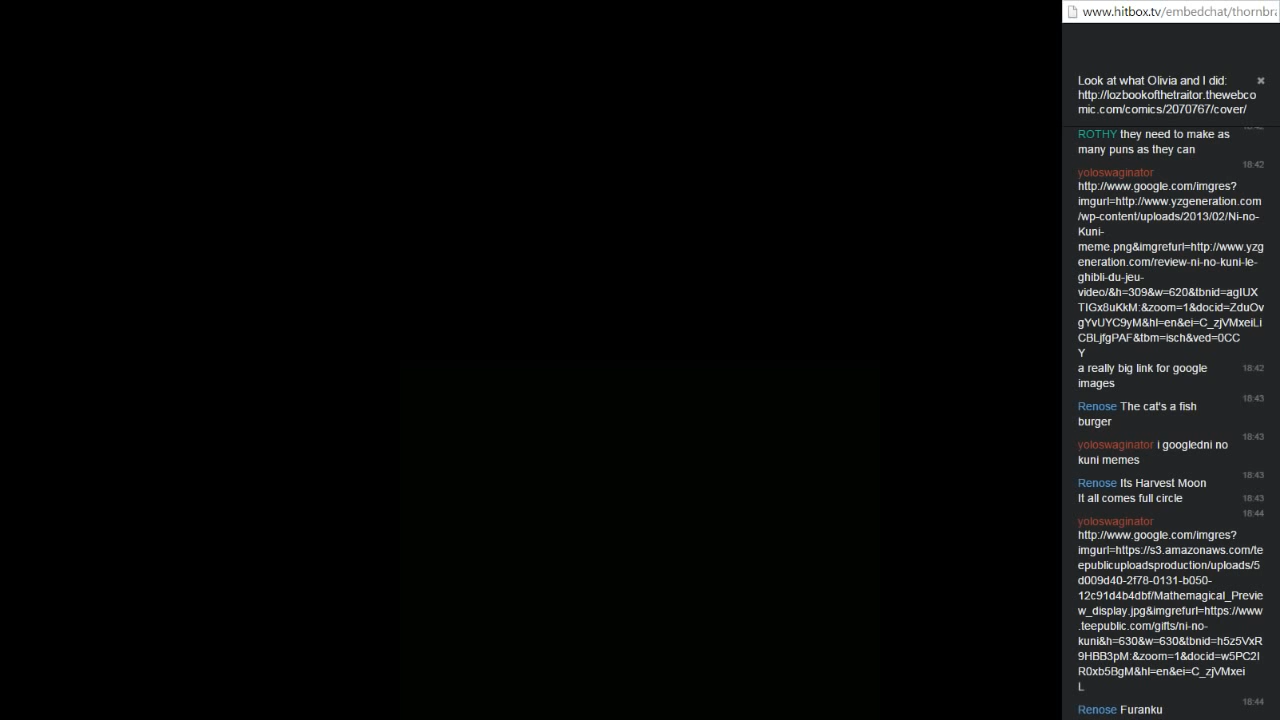 www.hitbox.tv/embedchat/thornbra
Look at what Olivia and I did: ✖
http://lozbookofthetraitor.thewebco
mic.com/comics/2070767/cover/
18:42
ROTHY they need to make as
many puns as they can
18:42
yoloswaginator
http://www.google.com/imgres?
imgurl=http://www.yzgeneration.com
/wp-content/uploads/2013/02/Ni-no-
Kuni-
meme.png&imgrefurl=http://www.yzg
eneration.com/review-ni-no-kuni-le-
ghibli-du-jeu-
video/&h=309&w=620&tbnid=agIUX
TIGx8uKkM:&zoom=1&docid=ZduOv
gYvUYC9yM&hl=en&ei=C_zjVMxeiLi
CBLjfgPAF&tbm=isch&ved=0CC
Y
a really big link for google 18:42
images
18:43
Renose The cat's a fish
burger
18:43
yoloswaginator i googledni no
kuni memes
18:43
Renose Its Harvest Moon
It all comes full circle 18:43
18:44
yoloswaginator
http://www.google.com/imgres?
imgurl=https://s3.amazonaws.com/te
epublicuploadsproduction/uploads/5
d009d40-2f78-0131-b050-
12c91d4b4dbf/Mathemagical_Previe
w_display.jpg&imgrefurl=https://www
.teepublic.com/gifts/ni-no-
kuni&h=630&w=630&tbnid=h5z5VxR
9HBB3pM:&zoom=1&docid=w5PC2I
R0xb5BgM&hl=en&ei=C_zjVMxei
L
18:44
Renose Furanku